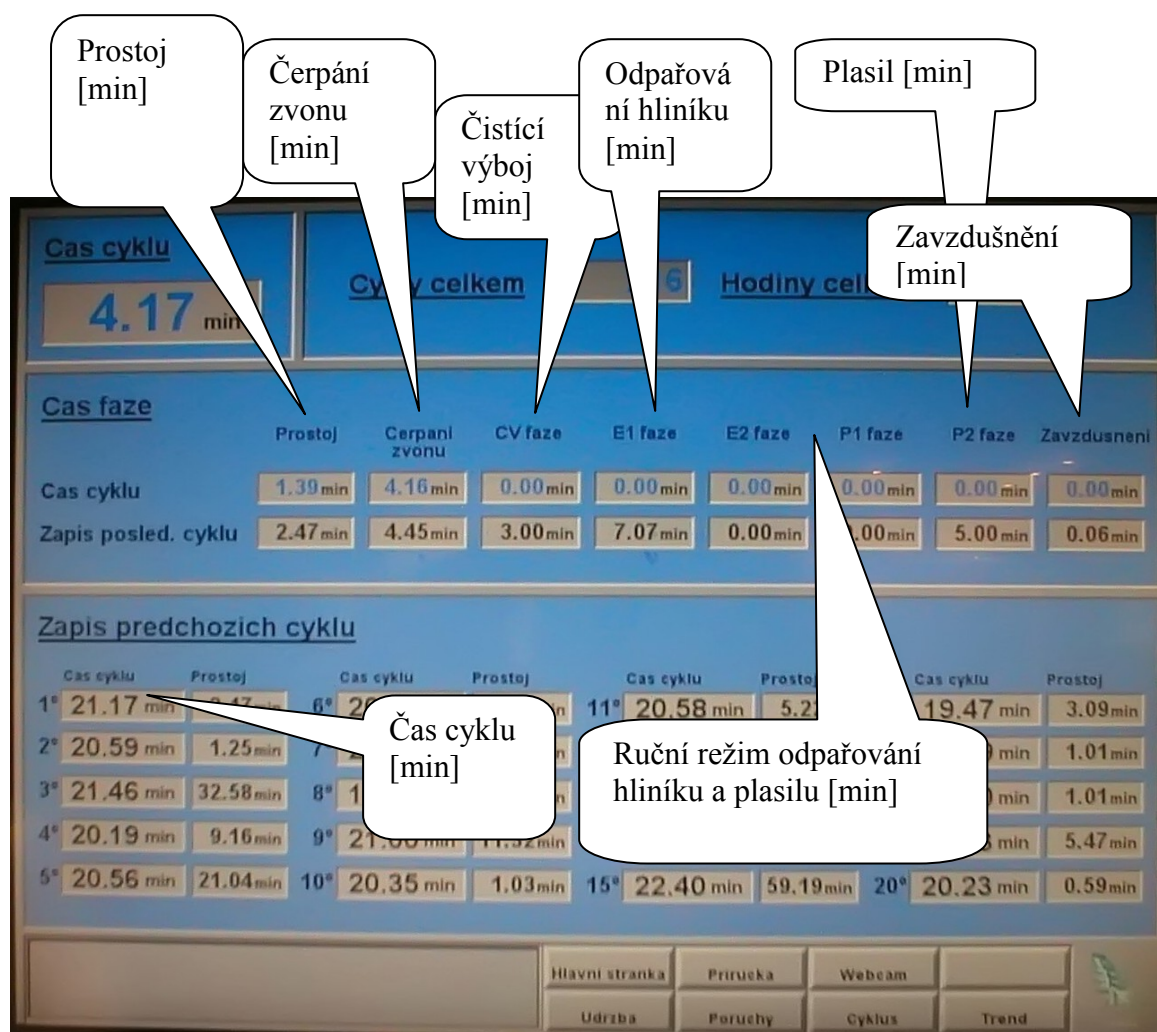 Prostoj
[min]
Čerpání
zvonu
[min]
Čistící
výboj
[min]
Odpařová
ní hliníku
[min]
Plasil [min]
Zavzdušnění
[min]
Cas cyklu
4.17 min
celkem
6
Hodiny
Cas faze
Prostoj Cerpani zvonu CV faze E1 faze E2 faze P1 faze P2 faze Zavzdusneni
Cas cyklu 1.39 min 4.16 min 0.00 min 0.00 min 0.00 min 0.00 min 0.00 min 0.00 min
Zapis posled. cyklu 2.47 min 4.45 min 3.00 min 7.07 min 0.00 min .00 min 5.00 min 0.06 min
Zapis predchozich cyklu
Cas cyklu Prostoj Cas cyklu Prostoj Cas cyklu Prostoj Cas cyklu Prostoj
1° 21.17 min 6° 11° 20.58 min 19.47 min 3.09 min
2° 20.59 min 1.25 min 1.01 min
3° 21.46 min 32.58 min 8° min 1.01 min
4° 20.19 min 9.16 min 9° min 5.47 min
5° 20.56 min 21.04 min 10° 20.35 min 1.03 min 15° 22.40 min 59.19 min 20° 20.23 min 0.59 min
Čas cyklu
[min]
Ruční režim odpařování
hliníku a plasilu [min]
Hlavni stranka Prirucka Webcam
Udrzba Poruchy Cyklus Trend